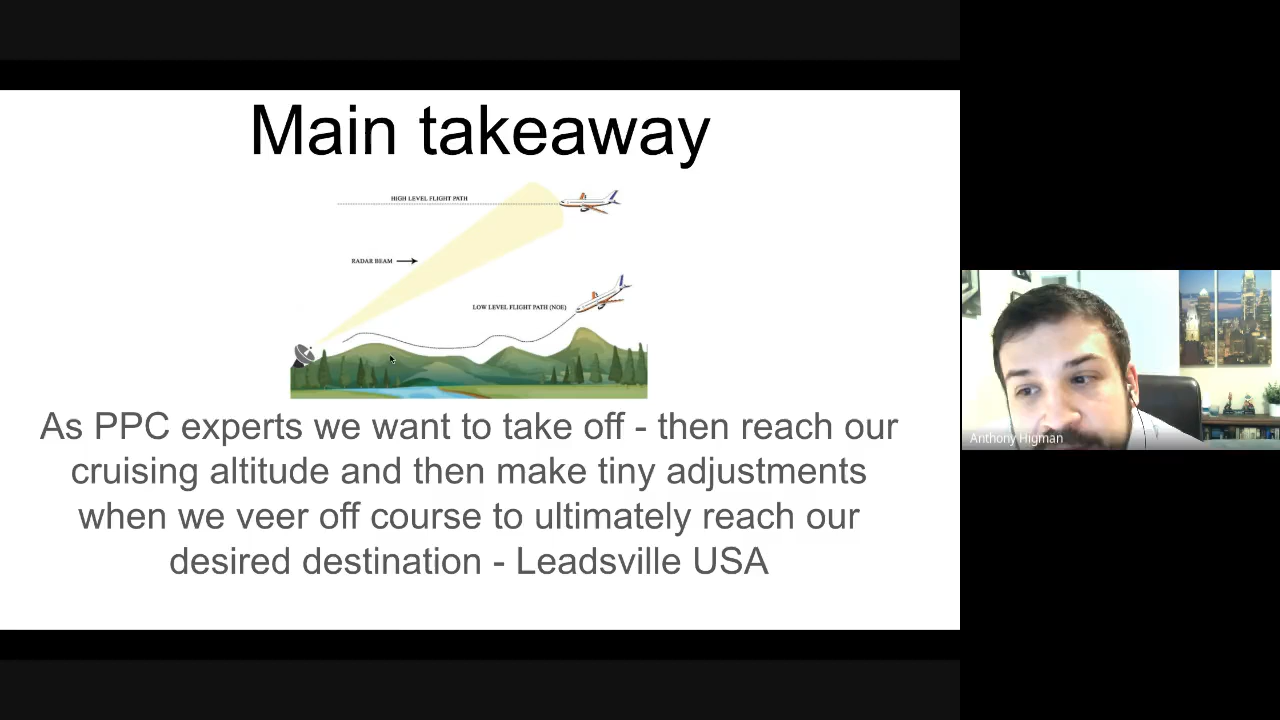 Main takeaway
HIGH LEVEL FLIGHT PATH
RADAR BEAM
LOW LEVEL FLIGHT PATH (NOE)
As PPC experts we want to take off - then reach our
cruising altitude and then make tiny adjustments
when we veer off course to ultimately reach our
desired destination - Leadsville USA
Anthony Higman